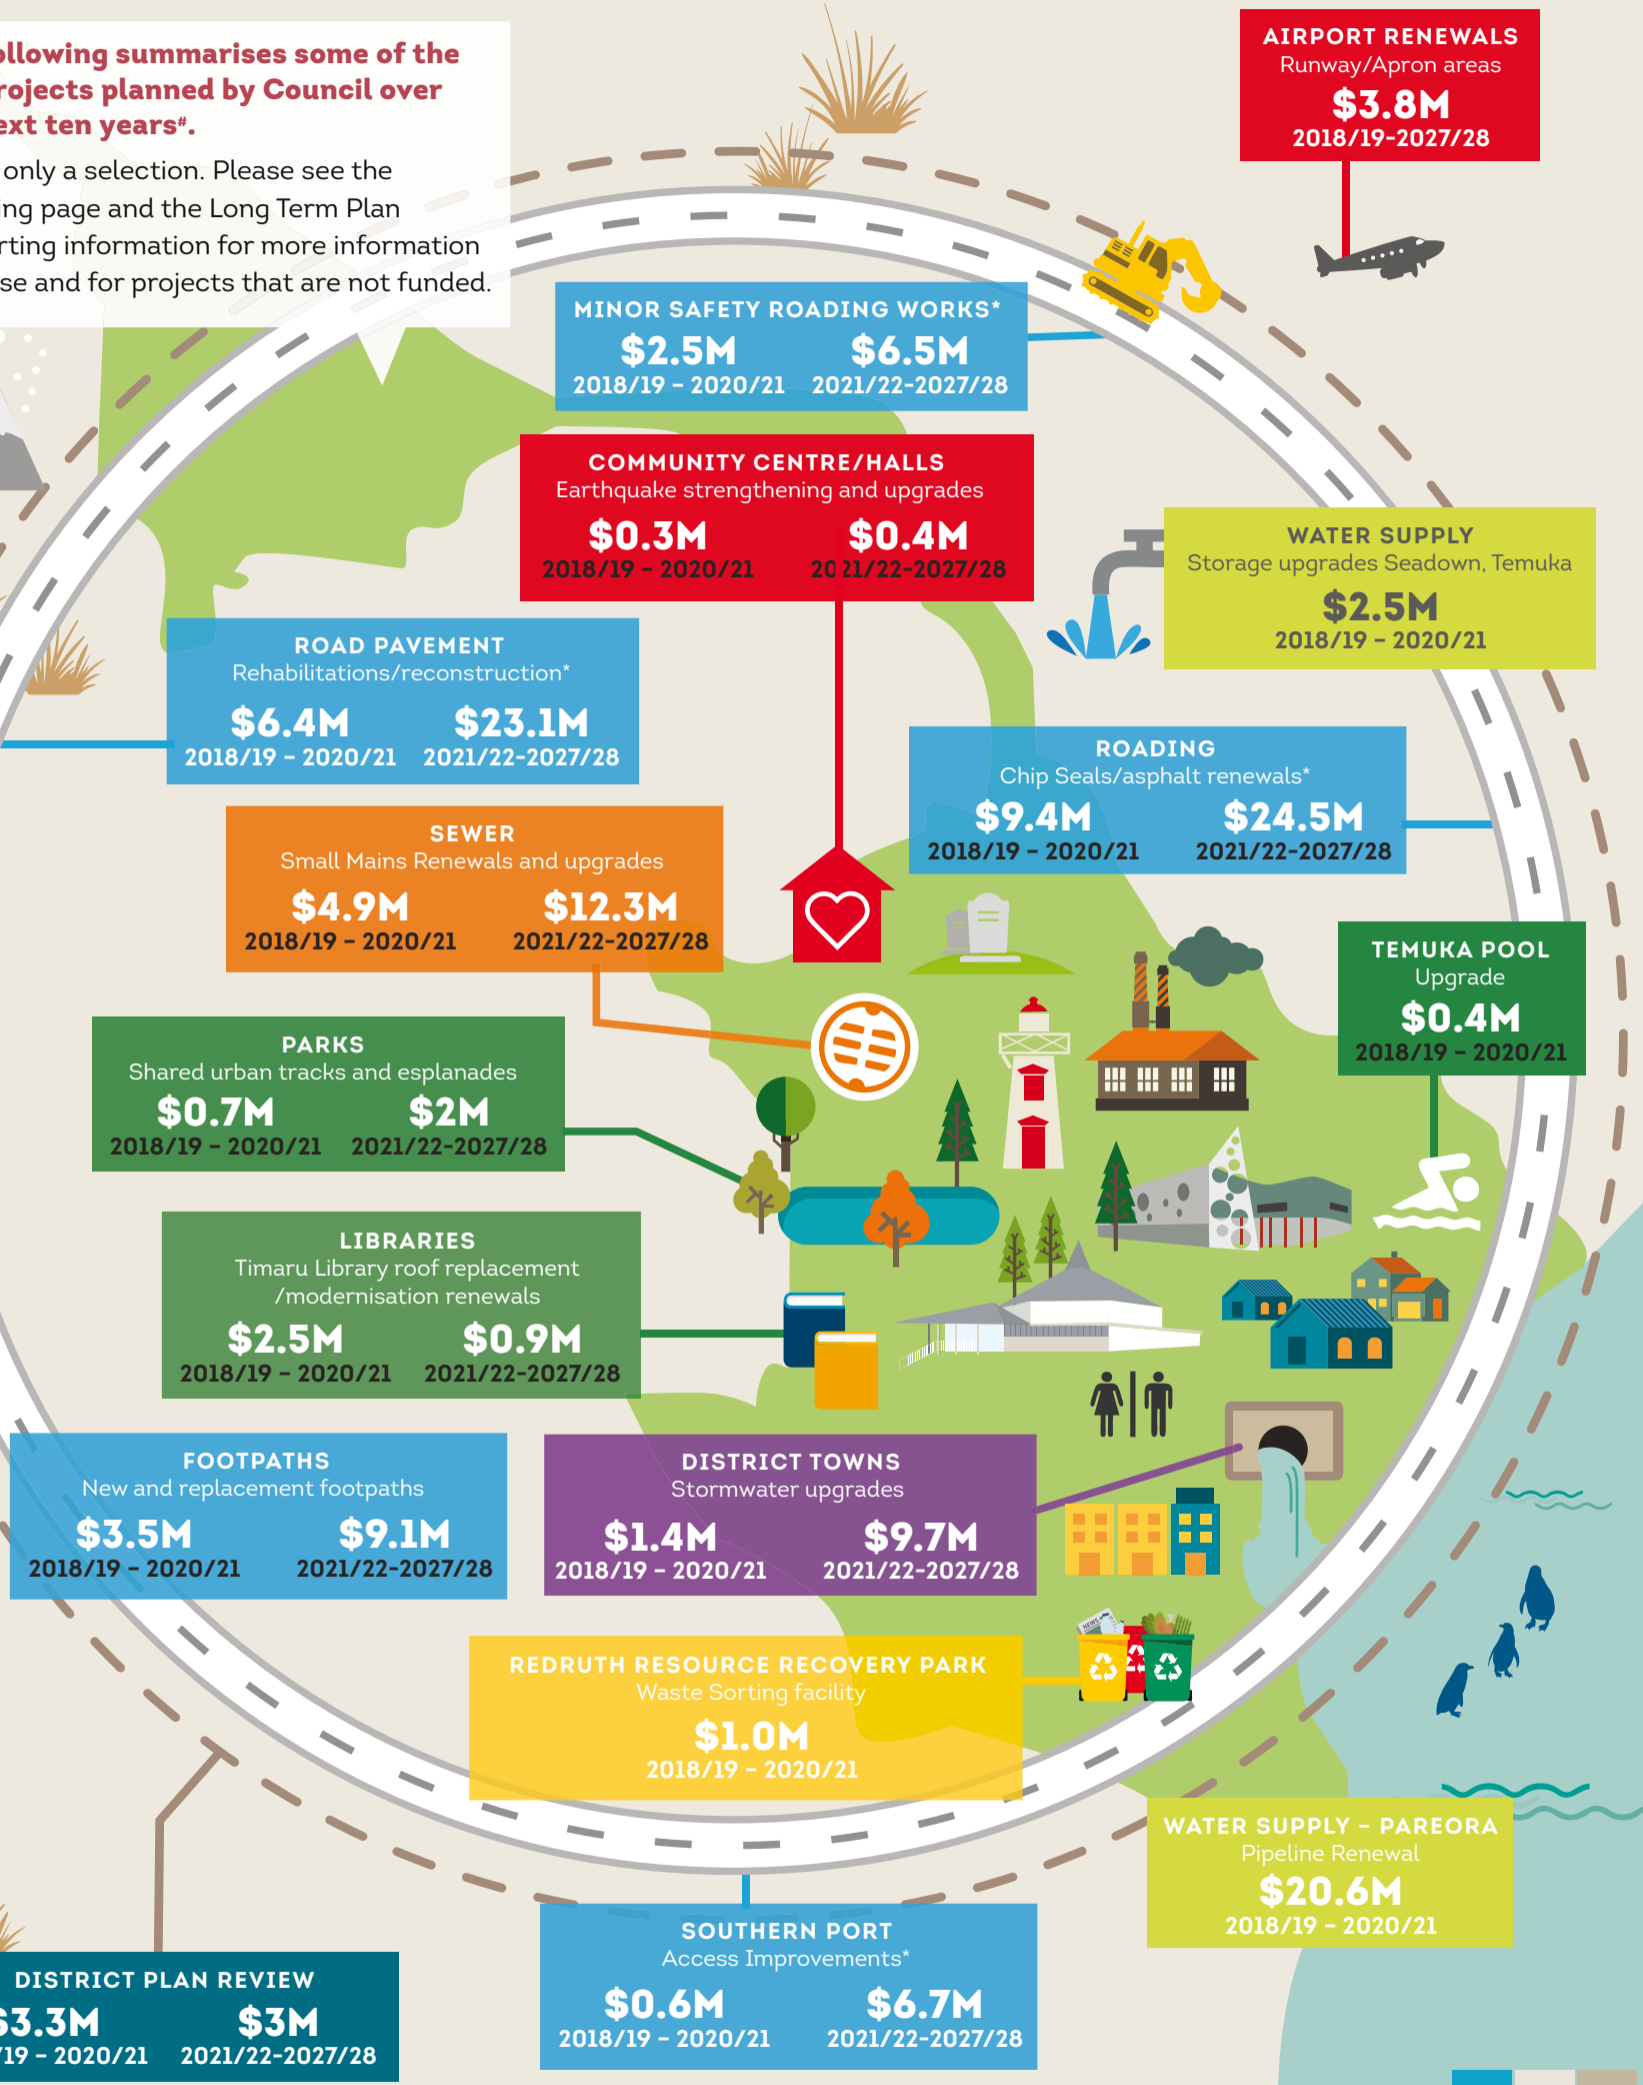 ollowing summarises some of the
rojects planned by Council over
ext ten years#.
only a selection. Please see the
ing page and the Long Term Plan
rting information for more information
se and for projects that are not funded.
AIRPORT RENEWALS
Runway/Apron areas
$3.8M
2018/19-2027/28
MINOR SAFETY ROADING WORKS*
$2.5M $6.5M
2018/19 – 2020/21 2021/22-2027/28
COMMUNITY CENTRE/HALLS
Earthquake strengthening and upgrades
$0.3M $0.4M
2018/19 – 2020/21 2021/22-2027/28
WATER SUPPLY
Storage upgrades Seadown, Temuka
$2.5M
2018/19 – 2020/21
ROAD PAVEMENT
Rehabilitations/reconstruction*
$6.4M $23.1M
2018/19 – 2020/21 2021/22-2027/28
ROADING
Chip Seals/asphalt renewals*
$9.4M $24.5M
2018/19 – 2020/21 2021/22-2027/28
SEWER
Small Mains Renewals and upgrades
$4.9M $12.3M
2018/19 – 2020/21 2021/22-2027/28
TEMUKA POOL
Upgrade
$0.4M
2018/19 – 2020/21
PARKS
Shared urban tracks and esplanades
$0.7M $2M
2018/19 – 2020/21 2021/22-2027/28
LIBRARIES
Timaru Library roof replacement
/modernisation renewals
$2.5M $0.9M
2018/19 – 2020/21 2021/22-2027/28
FOOTPATHS
New and replacement footpaths
$3.5M $9.1M
2018/19 – 2020/21 2021/22-2027/28
DISTRICT TOWNS
Stormwater upgrades
$1.4M $9.7M
2018/19 – 2020/21 2021/22-2027/28
NEWS
REDRUTH RESOURCE RECOVERY PARK
Waste Sorting facility
$1.0M
2018/19 – 2020/21
WATER SUPPLY – PAREORA
Pipeline Renewal
$20.6M
2018/19 – 2020/21
SOUTHERN PORT
Access Improvements*
$0.6M $6.7M
2018/19 – 2020/21 2021/22-2027/28
DISTRICT PLAN REVIEW
$3.3M $3M
/19 – 2020/21 2021/22-2027/28